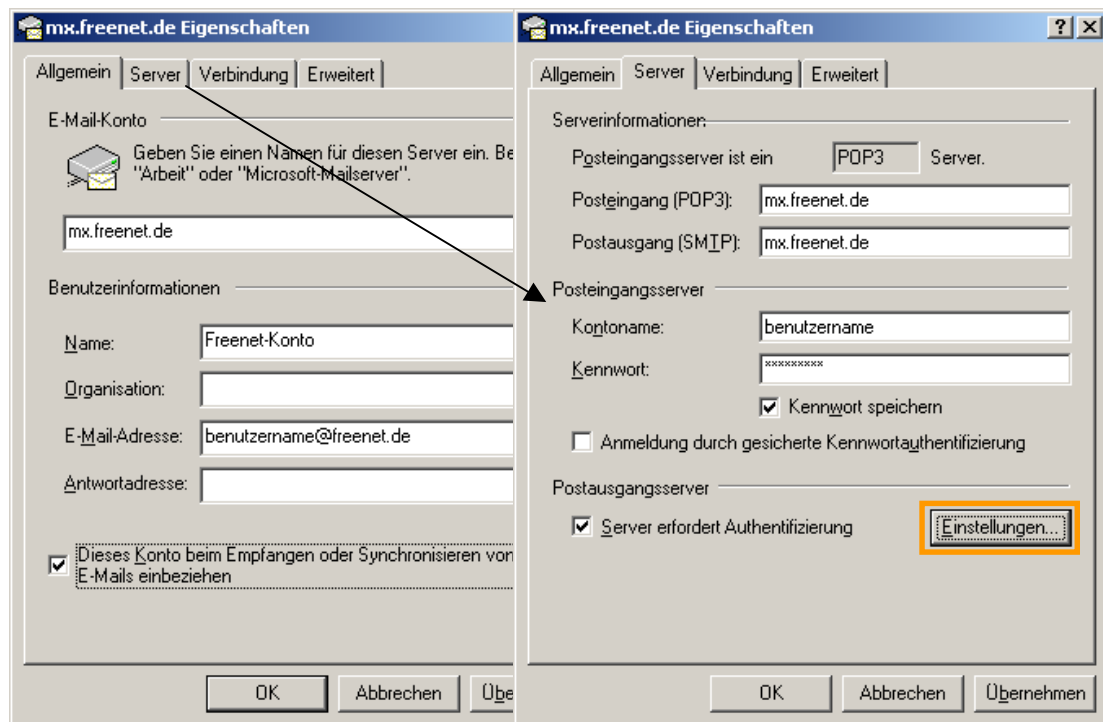 mx.freenet.de Eigenschaften
Allgemein Server Verbindung Erweitert
E-Mail-Konto
Geben Sie einen Namen für diesen Server ein. Be
"Arbeit" oder "Microsoft-Mailserver".
mx.freenet.de
Benutzerinformationen
Name: Freenet-Konto
Organisation:
E-Mail-Adresse: benutzername@freenet.de
Antwortadresse:
Dieses Konto beim Empfangen oder Synchronisieren von
E-Mails einbeziehen
OK Abbrechen Übe
mx.freenet.de Eigenschaften
Allgemein Server Verbindung Erweitert
Serverinformationen
Posteingangsserver ist ein POP3 Server.
Posteingang (POP3): mx.freenet.de
Postausgang (SMTP): mx.freenet.de
Posteingangsserver
Kontoname: benutzername
Kennwort: *********
Kennwort speichern
Anmeldung durch gesicherte Kennwortauthentifizierung
Postausgangsserver
Server erfordert Authentifizierung Einstellungen...
OK Abbrechen Übernehmen